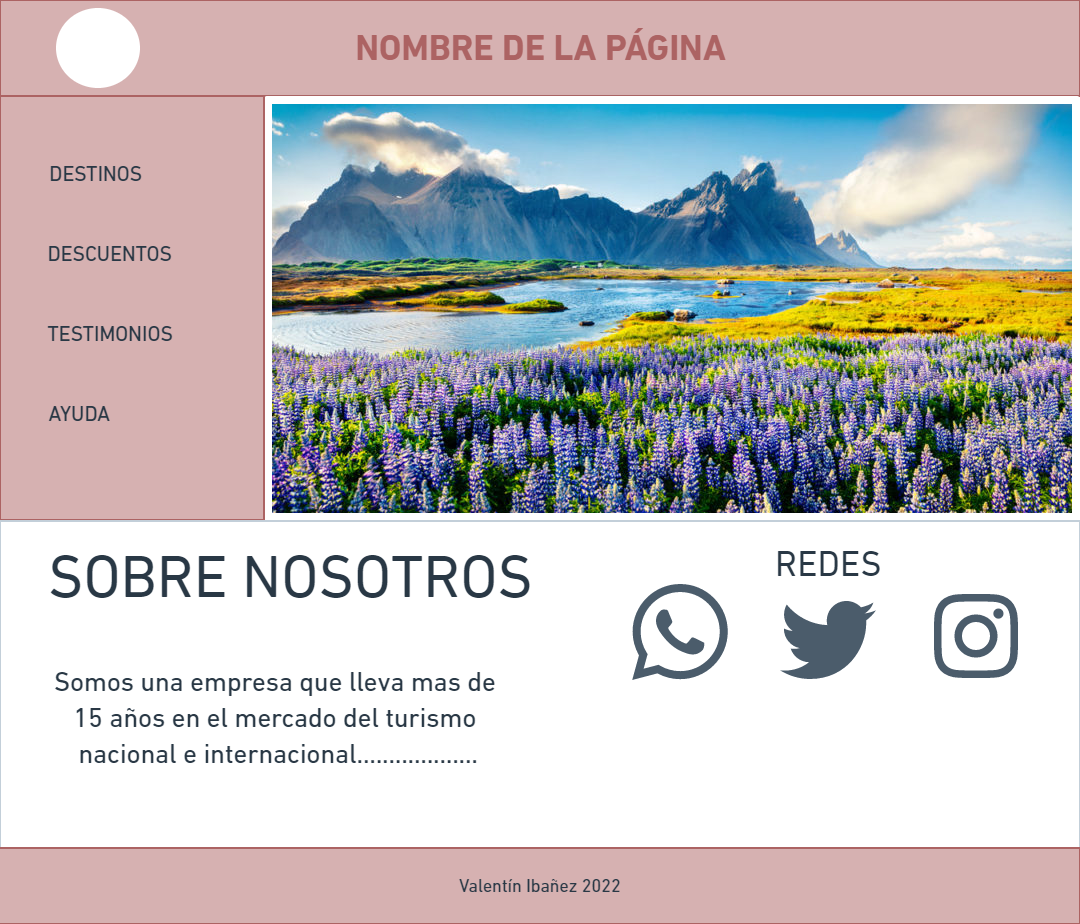 NOMBRE DE LA PÁGINA
DESTINOS
DESCUENTOS
TESTIMONIOS
AYUDA
SOBRE NOSOTROS
Somos una empresa que lleva mas de
15 años en el mercado del turismo
nacional e internacional...................
REDES
Valentín Ibañez 2022